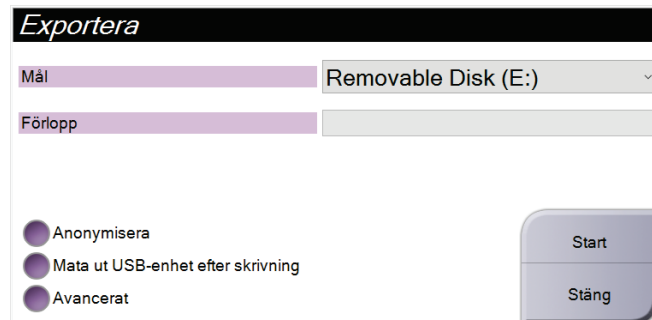 Exportera
Mål
Removable Disk (E:)
Förlopp
Anonymisera
Mata ut USB-enhet efter skrivning
Avancerat
Start
Stäng